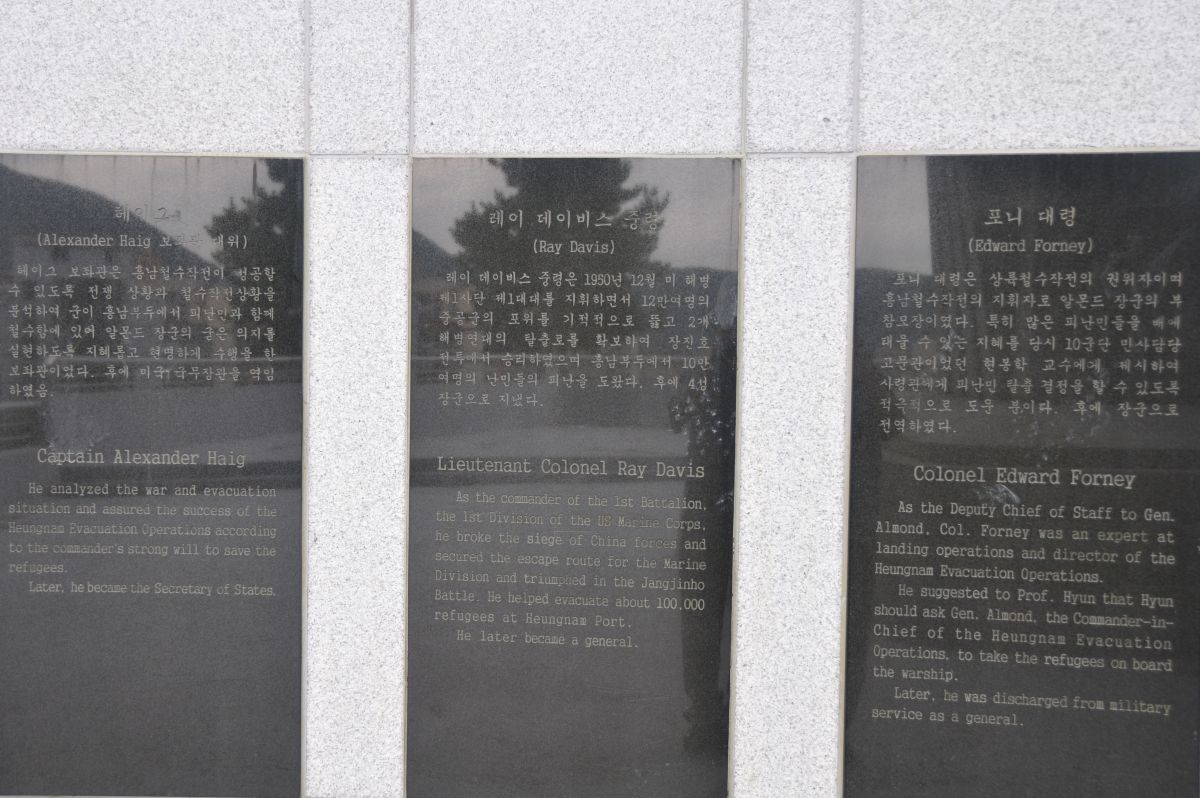 헤이그
(Alexander Haig 보좌관 대위)
헤이그 보좌관은 흥남철수작전이 성공할
수 있도록 전쟁 상황과 철수작전상황을
분석하여 군이 흥남부두에서 피난민과 함께
철수함에 있어 알몬드 장군의 굳은 의지를
실현하도록 지혜롭고 현명하게 수행을 한
보좌관이었다. 후에 미국 국무장관을 역임
하였음.
Captain Alexander Haig
He analyzed the war and evacuation
situation and assured the success of the
Heungnam Evacuation Operations according
to the commander's strong will to save the
refugees.
Later, he became the Secretary of States.
레이 데이비스 중령
(Ray Davis)
레이 데이비스 중령은 1950년 12월 미 해병
제1사단 제1대대를 지휘하면서 12만여명의
중공군의 포위를 기적적으로 뚫고 2개
해병연대의 탈출로를 확보하여 장진호
전투에서 승리하였으며 흥남부두에서 10만
여명의 난민들의 피난을 도왔다. 후에 4성
장군으로 지냈다.
Lieutenant Colonel Ray Davis
As the commander of the 1st Battalion,
the 1st Division of the US Marine Corps,
he broke the siege of China forces and
secured the escape route for the Marine
Division and triumphed in the Jangjinho
Battle. He helped evacuate about 100,000
refugees at Heungnam Port.
He later became a general.
포니 대령
(Edward Forney)
포니 대령은 상륙철수작전의 권위자이며
흥남철수작전의 지휘자로 알몬드 장군의 부
참모장이었다. 특히 많은 피난민들을 배에
태울 수 있는 지혜를 당시 10군단 민사담당
고문관이었던 현봉학 교수에게 제시하여
사령관에게 피난민 탈출 결정을 할 수 있도록
적극적으로 도운 분이다. 후에 장군으로
전역하였다.
Colonel Edward Forney
As the Deputy Chief of Staff to Gen.
Almond, Col. Forney was an expert at
landing operations and director of the
Heungnam Evacuation Operations.
He suggested to Prof. Hyun that Hyun
should ask Gen. Almond, the Commander-in-
Chief of the Heungnam Evacuation
Operations, to take the refugees on board
the warship.
Later, he was discharged from military
service as a general.